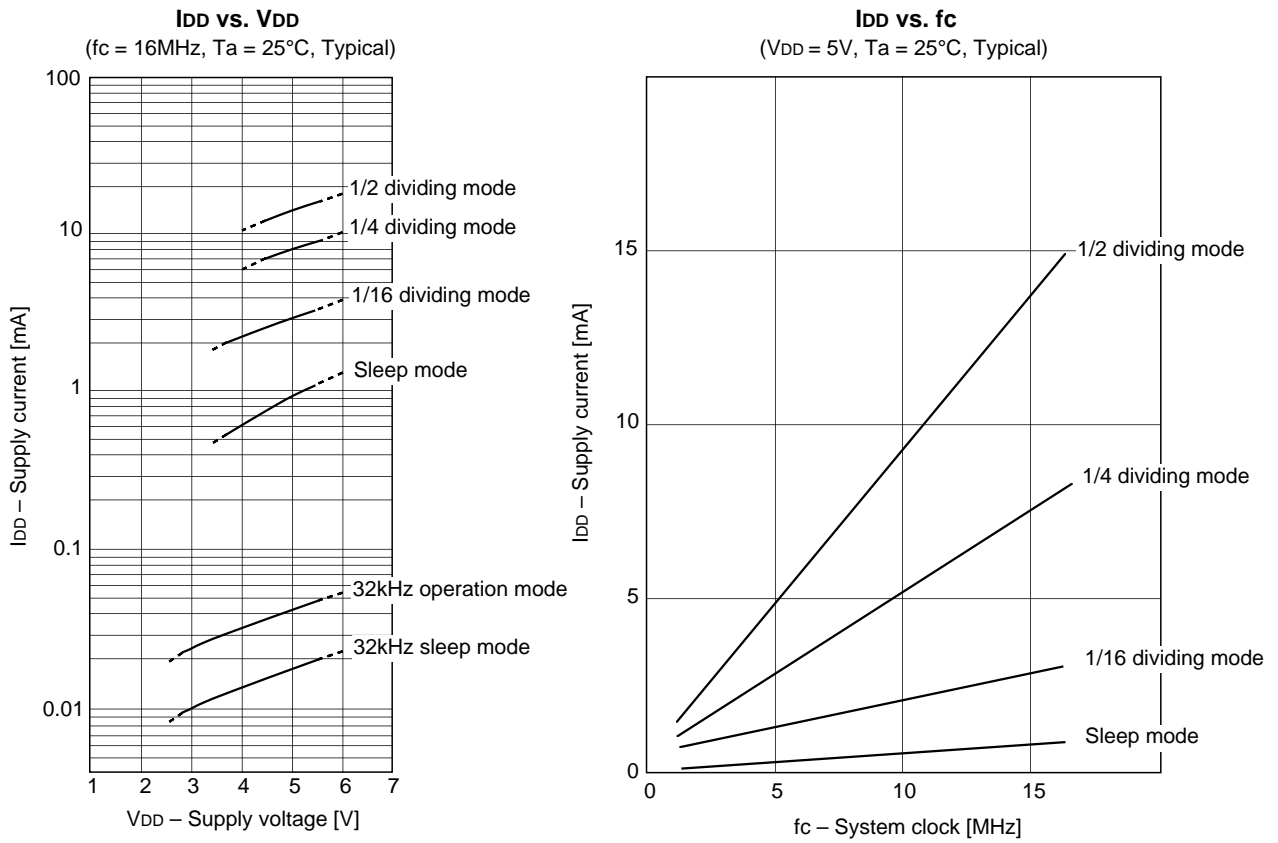 IDD vs. VDD
(fc = 16MHz, Ta = 25°C, Typical)
100
10
1
0.1
0.01
IDD – Supply current [mA]
1/2 dividing mode
1/4 dividing mode
1/16 dividing mode
Sleep mode
32kHz operation mode
32kHz sleep mode
1 2 3 4 5 6 7
VDD – Supply voltage [V]
IDD vs. fc
(VDD = 5V, Ta = 25°C, Typical)
15
10
5
0
IDD – Supply current [mA]
1/2 dividing mode
1/4 dividing mode
1/16 dividing mode
Sleep mode
0 5 10 15
fc – System clock [MHz]